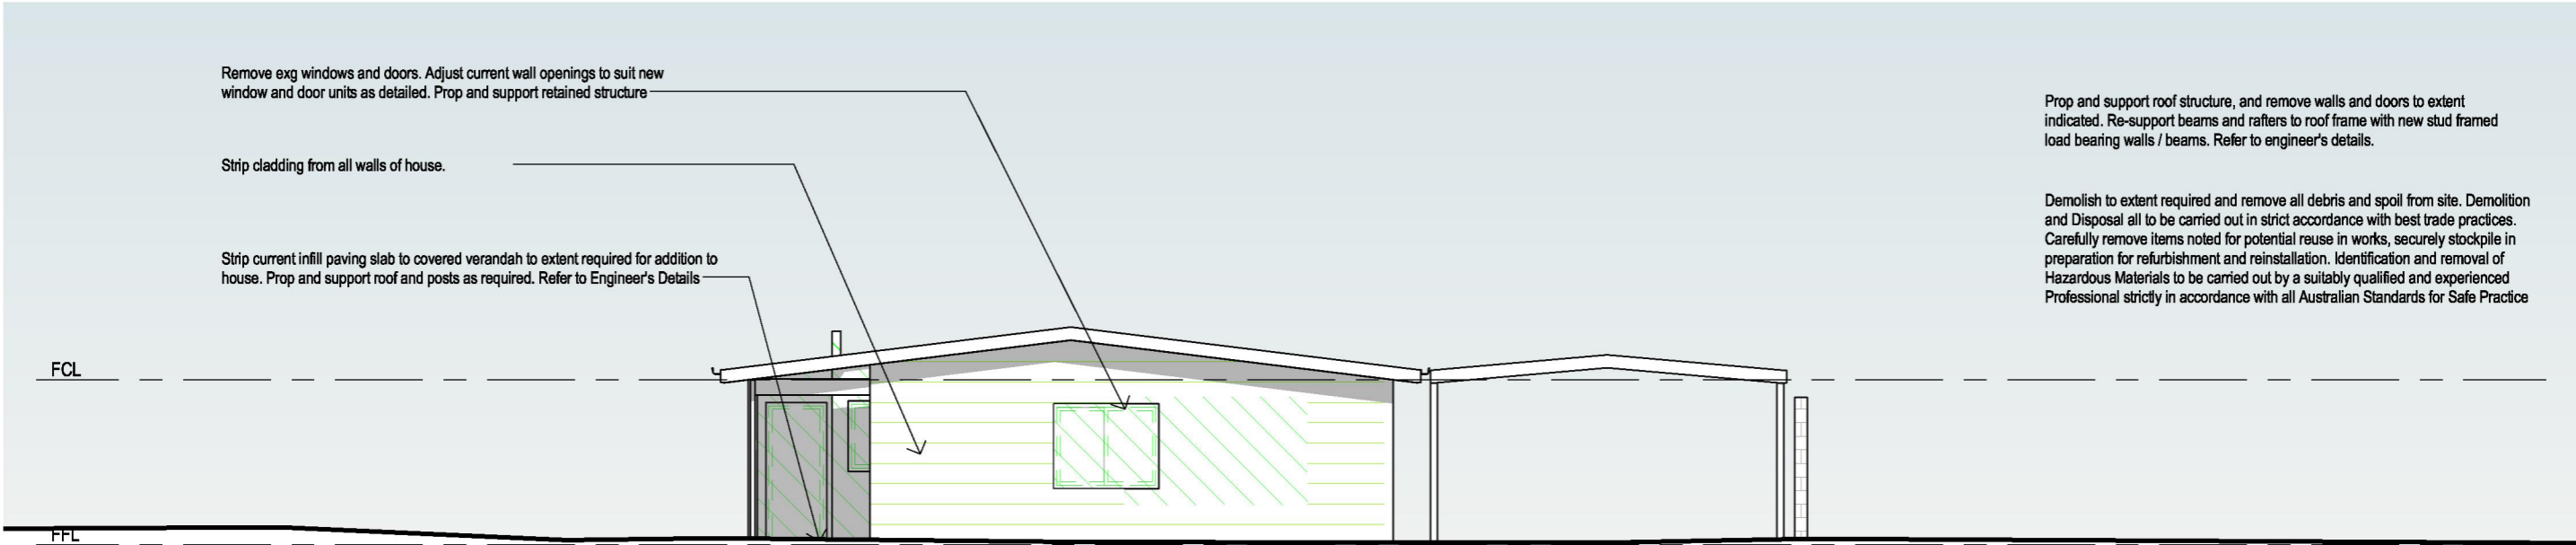 Remove exg windows and doors. Adjust current wall openings to suit new
window and door units as detailed. Prop and support retained structure
Strip cladding from all walls of house.
Strip current infill paving slab to covered verandah to extent required for addition to
house. Prop and support roof and posts as required. Refer to Engineer's Details
Prop and support roof structure, and remove walls and doors to extent
indicated. Re-support beams and rafters to roof frame with new stud framed
load bearing walls / beams. Refer to engineer's details.
Demolish to extent required and remove all debris and spoil from site. Demolition
and Disposal all to be carried out in strict accordance with best trade practices.
Carefully remove items noted for potential reuse in works, securely stockpile in
preparation for refurbishment and reinstallation. Identification and removal of
Hazardous Materials to be carried out by a suitably qualified and experienced
Professional strictly in accordance with all Australian Standards for Safe Practice
FCL
FFL